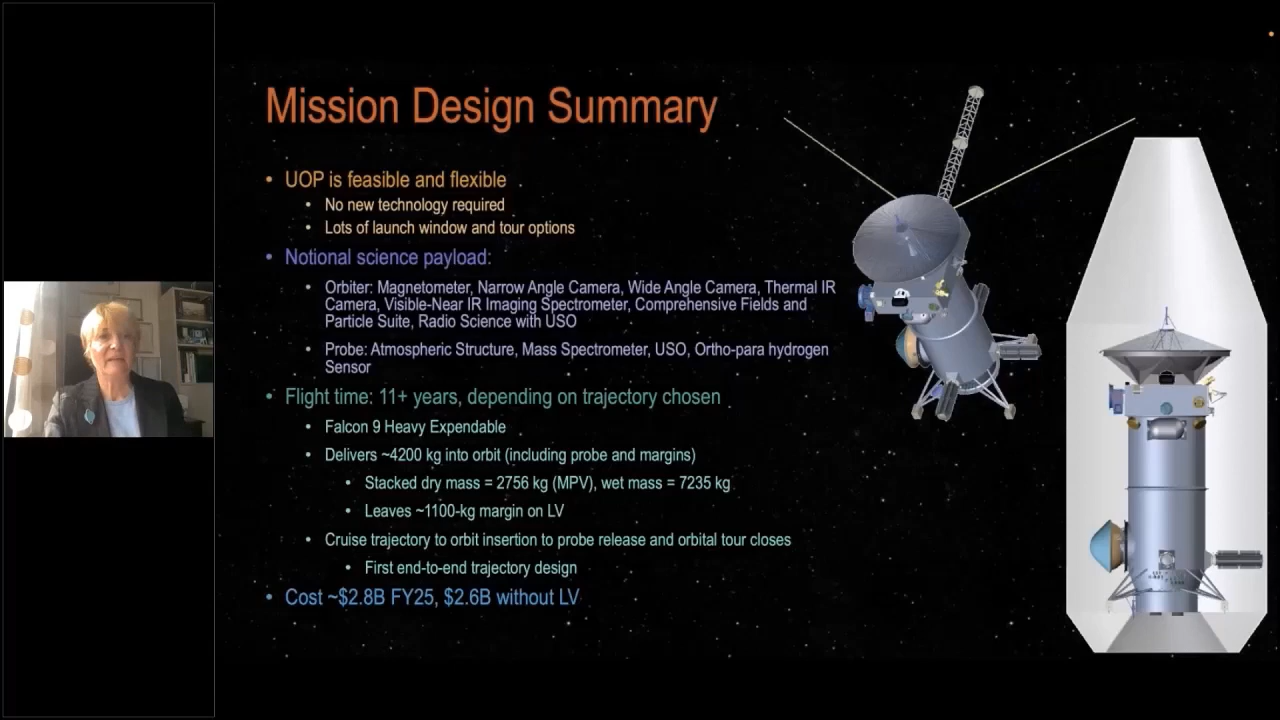 Mission Design Summary
• UOP is feasible and flexible
• No new technology required
• Lots of launch window and tour options
• Notional science payload:
• Orbiter: Magnetometer, Narrow Angle Camera, Wide Angle Camera, Thermal IR
Camera, Visible-Near IR Imaging Spectrometer, Comprehensive Fields and
Particle Suite, Radio Science with USO
• Probe: Atmospheric Structure, Mass Spectrometer, USO, Ortho-para hydrogen
Sensor
• Flight time: 11+ years, depending on trajectory chosen
• Falcon 9 Heavy Expendable
• Delivers ~4200 kg into orbit (including probe and margins)
• Stacked dry mass = 2756 kg (MPV), wet mass = 7235 kg
• Leaves ~1100-kg margin on LV
• Cruise trajectory to orbit insertion to probe release and orbital tour closes
• First end-to-end trajectory design
• Cost ~$2.8B FY25, $2.6B without LV